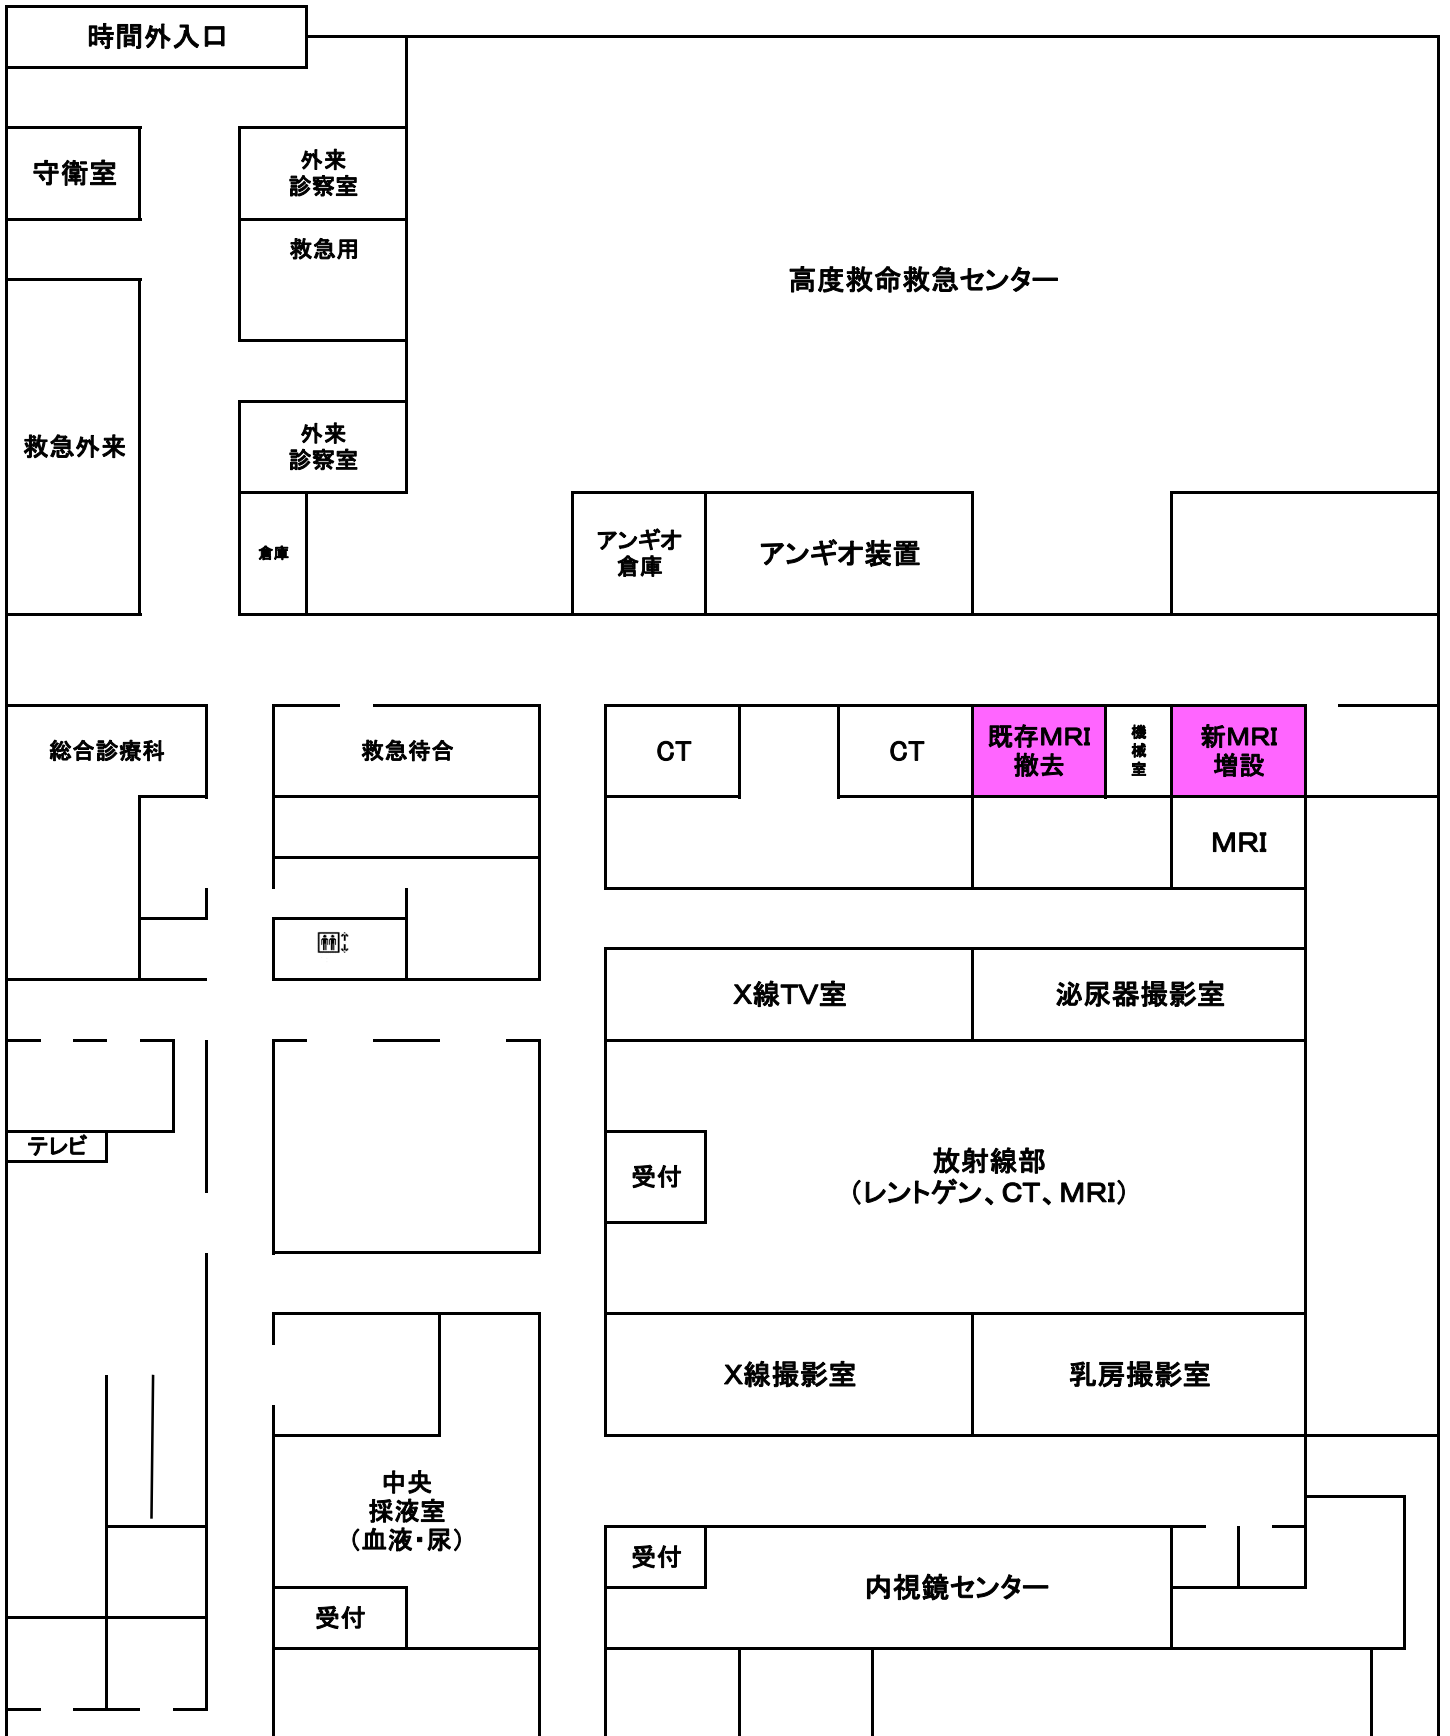 時間外入口
守衛室
外来
診察室
救急用
高度救命救急センター
救急外来
外来
診察室
倉庫
アンギオ
倉庫
アンギオ装置
総合診療科
救急待合
CT
CT
既存MRI
撤去
機
械
室
新MRI
増設
MRI
X線TV室
泌尿器撮影室
テレビ
受付
放射線部
（レントゲン、CT、MRI）
X線撮影室
乳房撮影室
中央
採液室
（血液・尿）
受付
内視鏡センター
受付